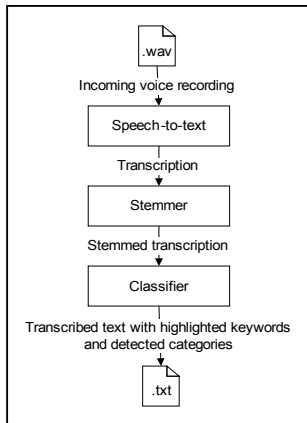 .wav
Incoming voice recording
Speech-to-text
Transcription
Stemmer
Stemmed transcription
Classifier
Transcribed text with highlighted keywords
and detected categories
.txt